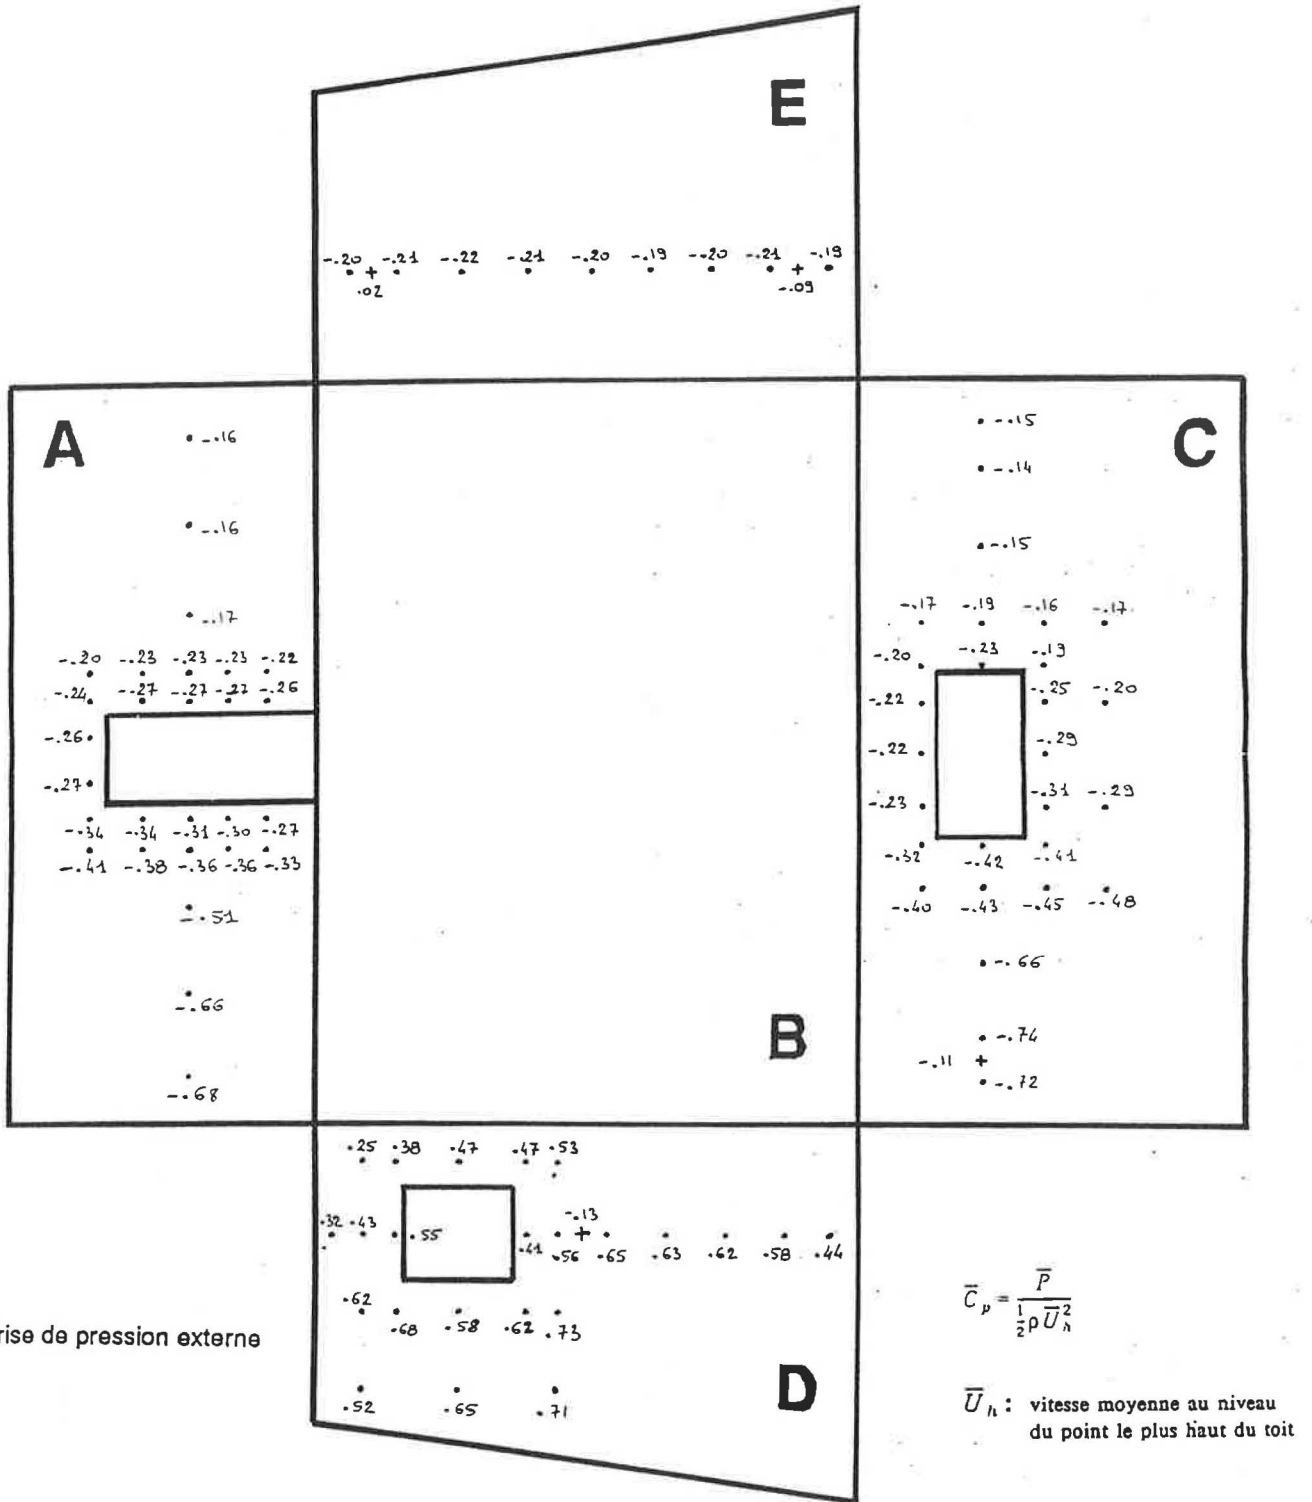 E
-.20 -.21 -.22 -.21 -.20 -.19 -.20 -.21 -.19
.02 -.09
A
-.16
-.16
-.17
-.20 -.23 -.23 -.23 -.22
-.24 -.27 -.27 -.27 -.26
-.26
-.27
-.34 -.34 -.31 -.30 -.27
-.41 -.38 -.36 -.36 -.33
-.51
-.66
-.68
C
-.15
-.14
-.15
-.17 -.19 -.16 -.17
-.20 -.23 -.19
-.22 -.25 -.20
-.22 -.29
-.23 -.31 -.29
-.32 -.42 -.41
-.40 -.43 -.45 -.48
-.66
-.74
-.11
-.72
B
.25 .38 .47 .47 .53
-.13
.32 .43 .55
.41 .56 .65 .63 .62 .58 .44
.62
.68 .58 .62 .73
.52 .65 .71
D
rise de pression externe
C̅p = P̅ / ½ρU̅h²
U̅h : vitesse moyenne au niveau
du point le plus haut du toit